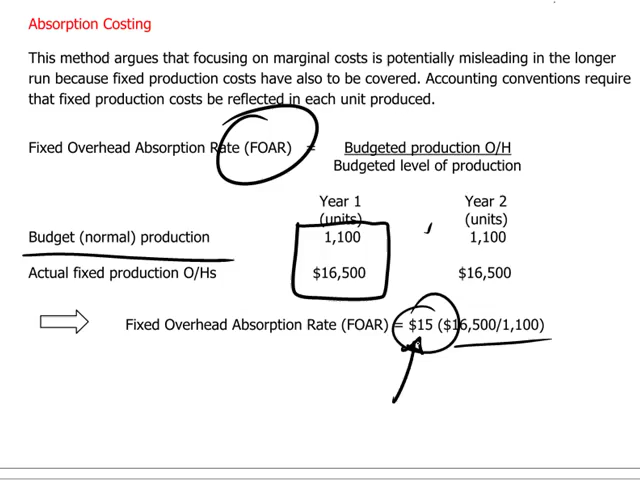 Absorption Costing
This method argues that focusing on marginal costs is potentially misleading in the longer
run because fixed production costs have also to be covered. Accounting conventions require
that fixed production costs be reflected in each unit produced.
Fixed Overhead Absorption Rate (FOAR) = Budgeted production O/H
Budgeted level of production
Year 1 Year 2
(units) (units)
Budget (normal) production 1,100 1,100
Actual fixed production O/Hs $16,500 $16,500
Fixed Overhead Absorption Rate (FOAR) = $15 ($16,500/1,100)